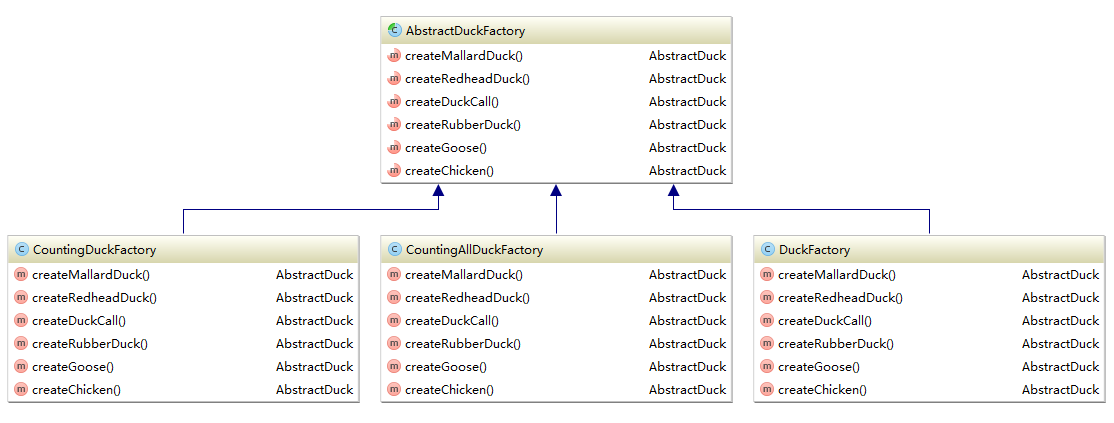 AbstractDuckFactory
createMallardDuck() AbstractDuck
createRedheadDuck() AbstractDuck
createDuckCall() AbstractDuck
createRubberDuck() AbstractDuck
createGoose() AbstractDuck
createChicken() AbstractDuck
CountingDuckFactory
createMallardDuck() AbstractDuck
createRedheadDuck() AbstractDuck
createDuckCall() AbstractDuck
createRubberDuck() AbstractDuck
createGoose() AbstractDuck
createChicken() AbstractDuck
CountingAllDuckFactory
createMallardDuck() AbstractDuck
createRedheadDuck() AbstractDuck
createDuckCall() AbstractDuck
createRubberDuck() AbstractDuck
createGoose() AbstractDuck
createChicken() AbstractDuck
DuckFactory
createMallardDuck() AbstractDuck
createRedheadDuck() AbstractDuck
createDuckCall() AbstractDuck
createRubberDuck() AbstractDuck
createGoose() AbstractDuck
createChicken() AbstractDuck